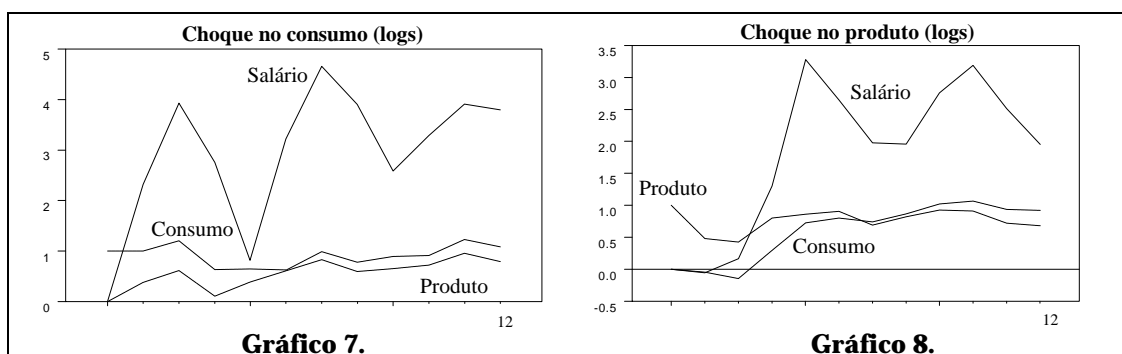 Choque no consumo (logs)
5
4
3
2
1
0
Salário
Consumo
Produto
12
Gráfico 7.
Choque no produto (logs)
3.5
3.0
2.5
2.0
1.5
1.0
0.5
0.0
-0.5
Salário
Produto
Consumo
12
Gráfico 8.